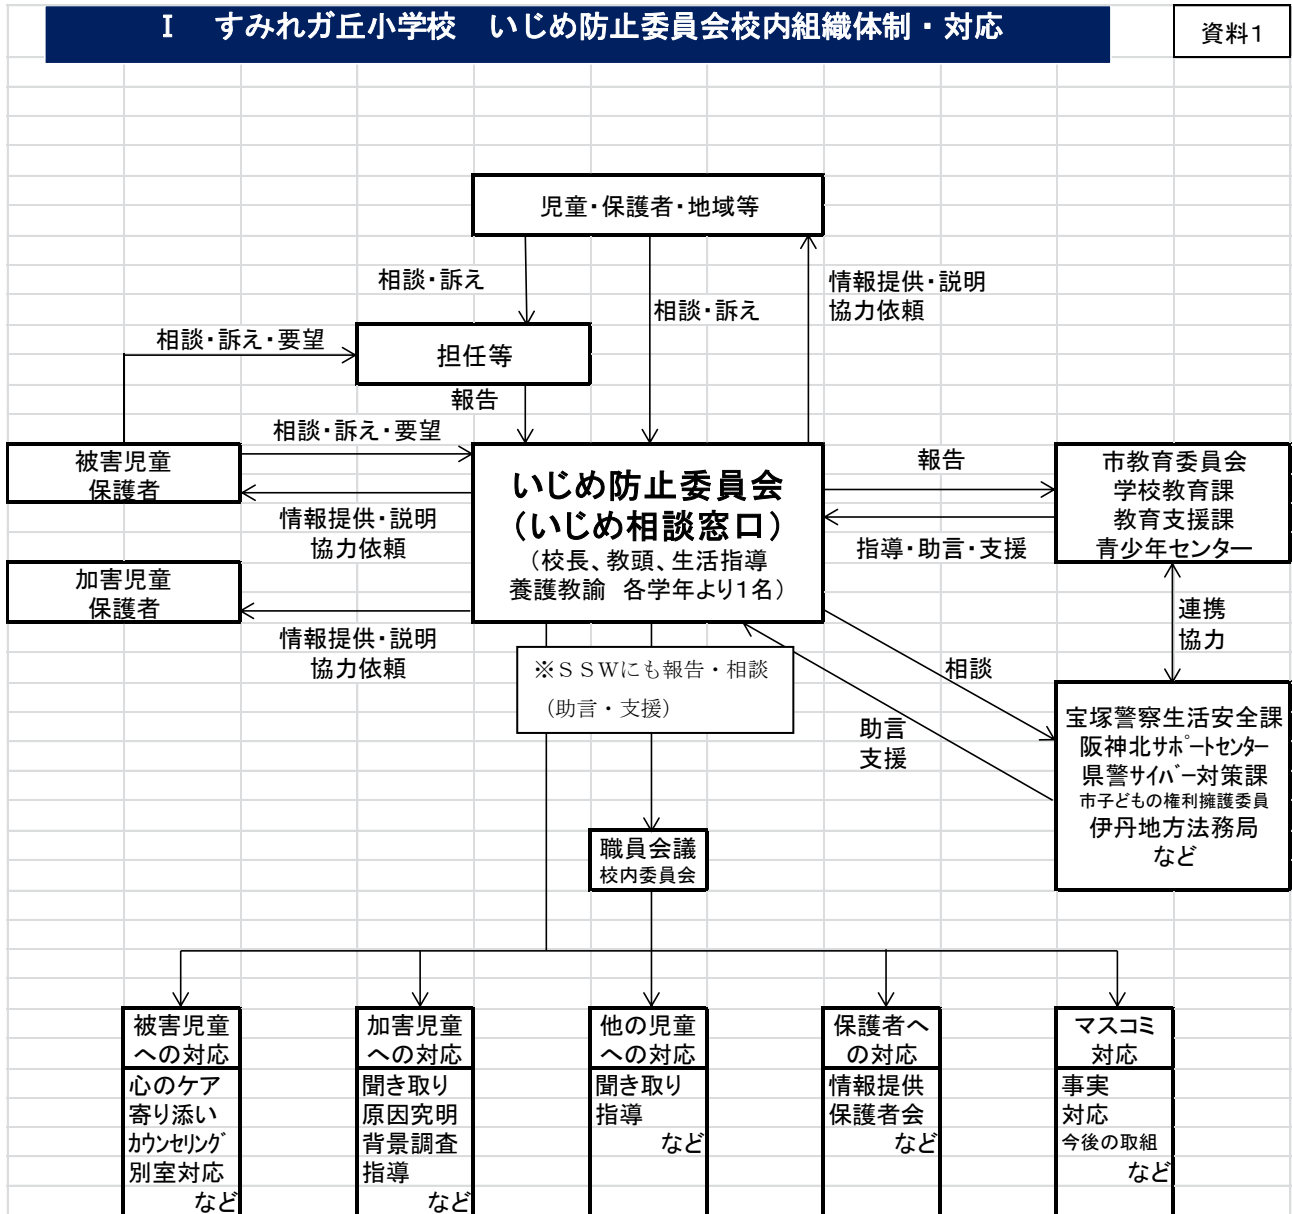 Ⅰ　すみれガ丘小学校　いじめ防止委員会校内組織体制・対応
資料１
児童・保護者・地域等
相談・訴え
相談・訴え
情報提供・説明
協力依頼
相談・訴え・要望
担任等
報告
相談・訴え・要望
被害児童
保護者
情報提供・説明
協力依頼
いじめ防止委員会
（いじめ相談窓口）
（校長、教頭、生活指導
養護教諭　各学年より１名）
報告
指導・助言・支援
市教育委員会
学校教育課
教育支援課
青少年センター
加害児童
保護者
情報提供・説明
協力依頼
連携
協力
※ＳＳＷにも報告・相談
（助言・支援）
相談
助言
支援
宝塚警察生活安全課
阪神北ｻﾎﾟｰﾄセンター
県警サイバー対策課
市子どもの権利擁護委員
伊丹地方法務局
など
職員会議
校内委員会
被害児童
への対応
心のケア
寄り添い
ｶｳﾝｾﾘﾝｸﾞ
別室対応
など
加害児童
への対応
聞き取り
原因究明
背景調査
指導
など
他の児童
への対応
聞き取り
指導
など
保護者へ
の対応
情報提供
保護者会
など
マスコミ
対応
事実
対応
今後の取組
など